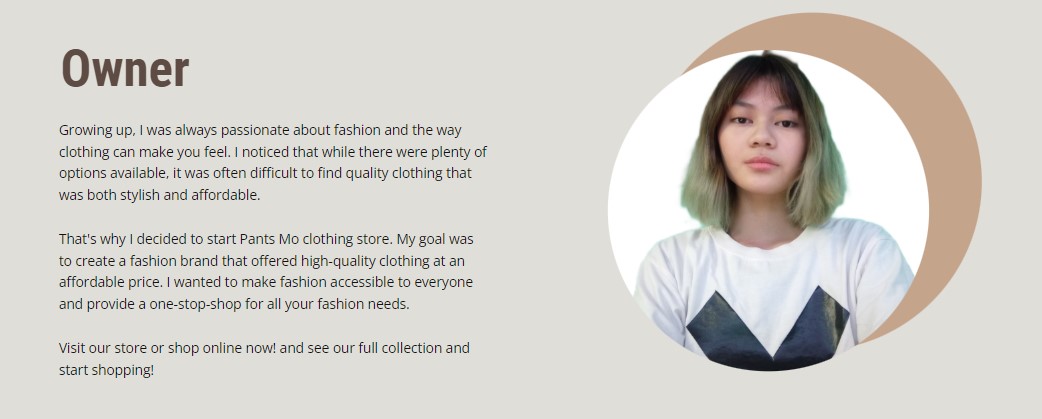 Owner
Growing up, I was always passionate about fashion and the way
clothing can make you feel. I noticed that while there were plenty of
options available, it was often difficult to find quality clothing that
was both stylish and affordable.
That's why I decided to start Pants Mo clothing store. My goal was
to create a fashion brand that offered high-quality clothing at an
affordable price. I wanted to make fashion accessible to everyone
and provide a one-stop-shop for all your fashion needs.
Visit our store or shop online now! and see our full collection and
start shopping!